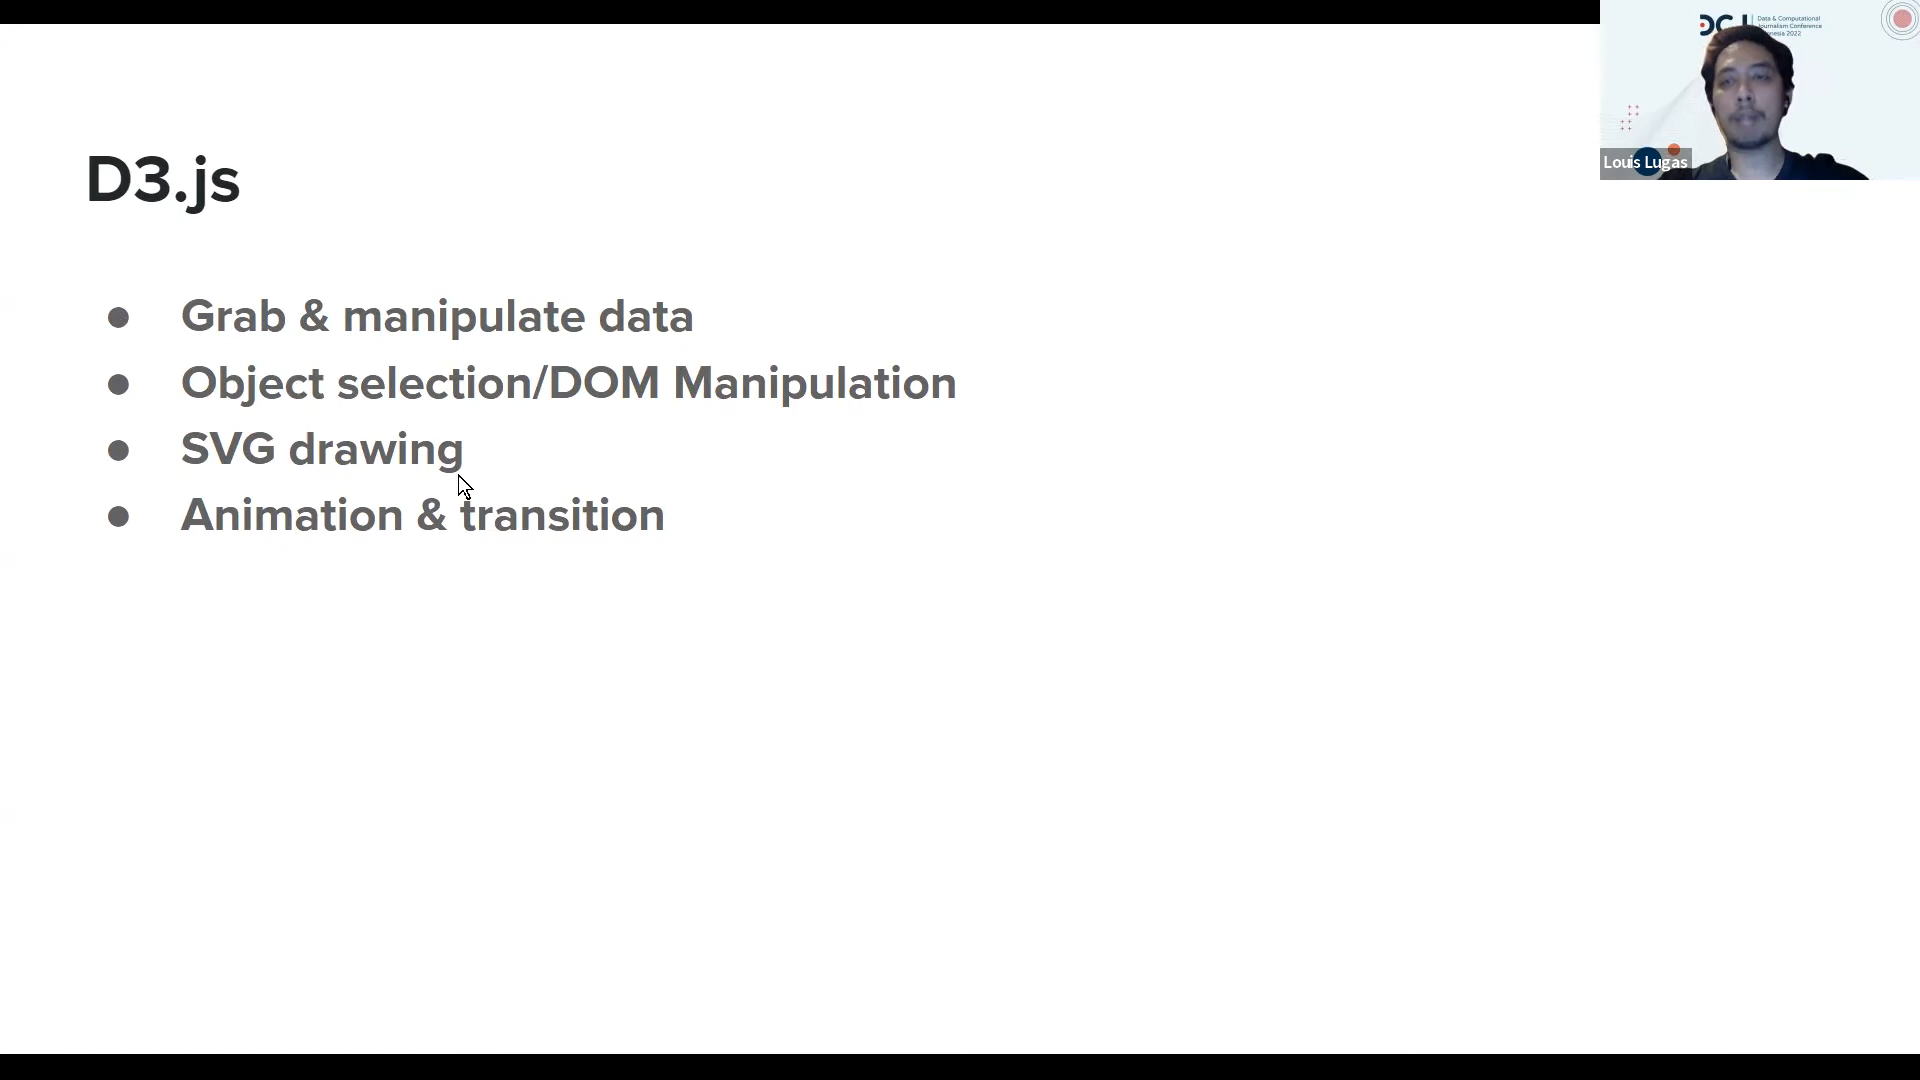 Data & Computational
Journalism Conference
2022
D3.js
Louis Lugas
● Grab & manipulate data
● Object selection/DOM Manipulation
● SVG drawing
● Animation & transition